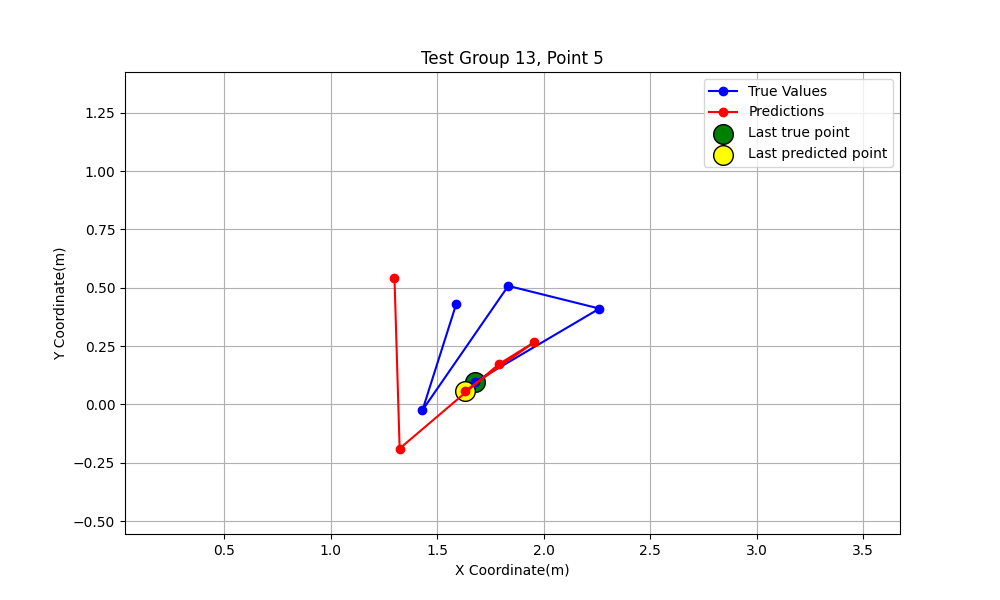 Test Group 13, Point 5
True Values
Predictions
Last true point
Last predicted point
Y Coordinate(m)
1.25
1.00
0.75
0.50
0.25
0.00
−0.25
−0.50
0.5 1.0 1.5 2.0 2.5 3.0 3.5
X Coordinate(m)